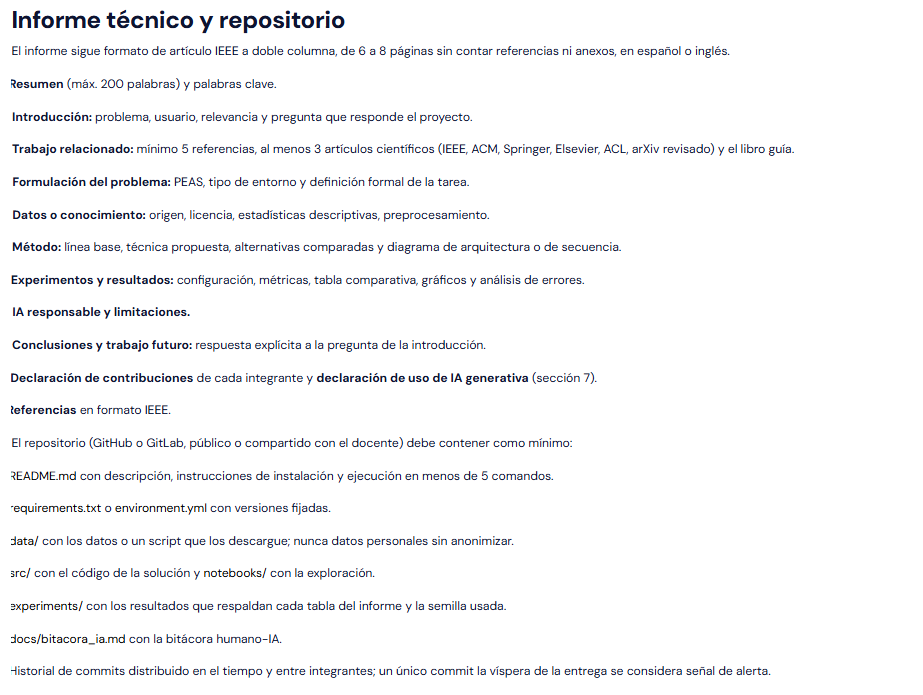 Informe técnico y repositorio
El informe sigue formato de artículo IEEE a doble columna, de 6 a 8 páginas sin contar referencias ni anexos, en español o inglés.
Resumen (máx. 200 palabras) y palabras clave.
Introducción: problema, usuario, relevancia y pregunta que responde el proyecto.
Trabajo relacionado: mínimo 5 referencias, al menos 3 artículos científicos (IEEE, ACM, Springer, Elsevier, ACL, arXiv revisado) y el libro guía.
Formulación del problema: PEAS, tipo de entorno y definición formal de la tarea.
Datos o conocimiento: origen, licencia, estadísticas descriptivas, preprocesamiento.
Método: línea base, técnica propuesta, alternativas comparadas y diagrama de arquitectura o de secuencia.
Experimentos y resultados: configuración, métricas, tabla comparativa, gráficos y análisis de errores.
IA responsable y limitaciones.
Conclusiones y trabajo futuro: respuesta explícita a la pregunta de la introducción.
Declaración de contribuciones de cada integrante y declaración de uso de IA generativa (sección 7).
Referencias en formato IEEE.
El repositorio (GitHub o GitLab, público o compartido con el docente) debe contener como mínimo:
README.md con descripción, instrucciones de instalación y ejecución en menos de 5 comandos.
requirements.txt o environment.yml con versiones fijadas.
data/ con los datos o un script que los descargue; nunca datos personales sin anonimizar.
src/ con el código de la solución y notebooks/ con la exploración.
experiments/ con los resultados que respaldan cada tabla del informe y la semilla usada.
docs/bitacora_ia.md con la bitácora humano-IA.
Historial de commits distribuido en el tiempo y entre integrantes; un único commit la víspera de la entrega se considera señal de alerta.